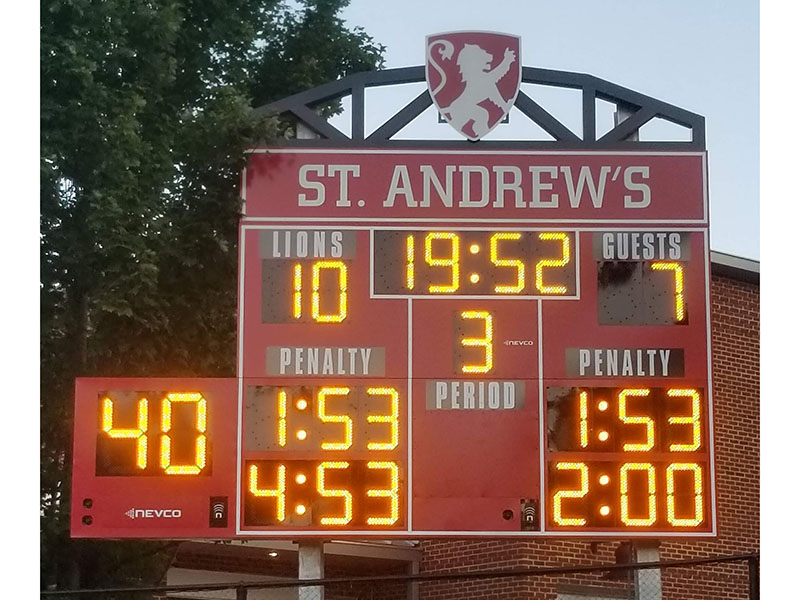 ST. ANDREW'S
LIONS 19:52 GUESTS
10 7
3 NEVCO
PENALTY PERIOD PENALTY
40 1:53 1:53
4:53 2:00
NEVCO